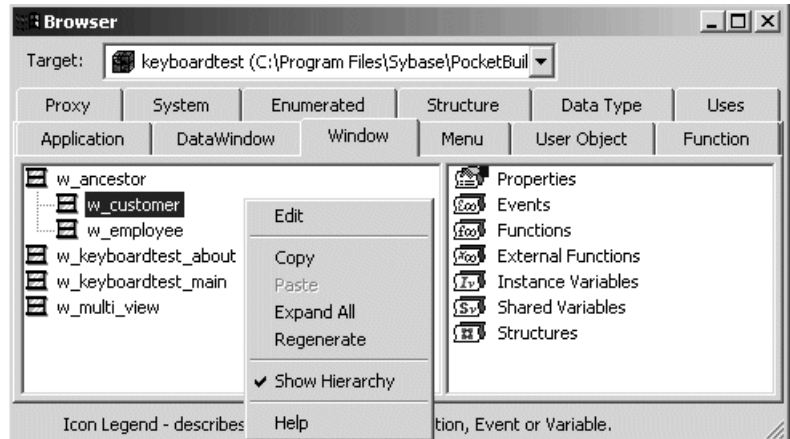 Browser
Target: keyboardtest (C:\Program Files\Sybase\PocketBuil
Proxy System Enumerated Structure Data Type Uses
Application DataWindow Window Menu User Object Function
w_ancestor
w_customer
w_employee
w_keyboardtest_about
w_keyboardtest_main
w_multi_view
Edit
Copy
Paste
Expand All
Regenerate
Show Hierarchy
Help
Properties
Events
Functions
External Functions
Instance Variables
Shared Variables
Structures
Icon Legend - describes tion, Event or Variable.